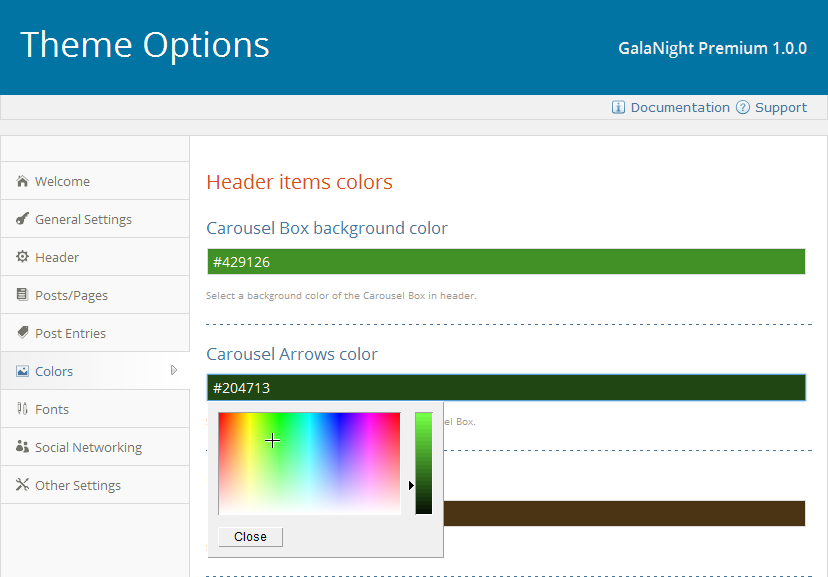 Theme Options
GalaNight Premium 1.0.0
Documentation Support
Welcome
General Settings
Header
Posts/Pages
Post Entries
Colors
Fonts
Social Networking
Other Settings
Header items colors
Carousel Box background color
#429126
Select a background color of the Carousel Box in header.
Carousel Arrows color
#204713
el Box.
Close